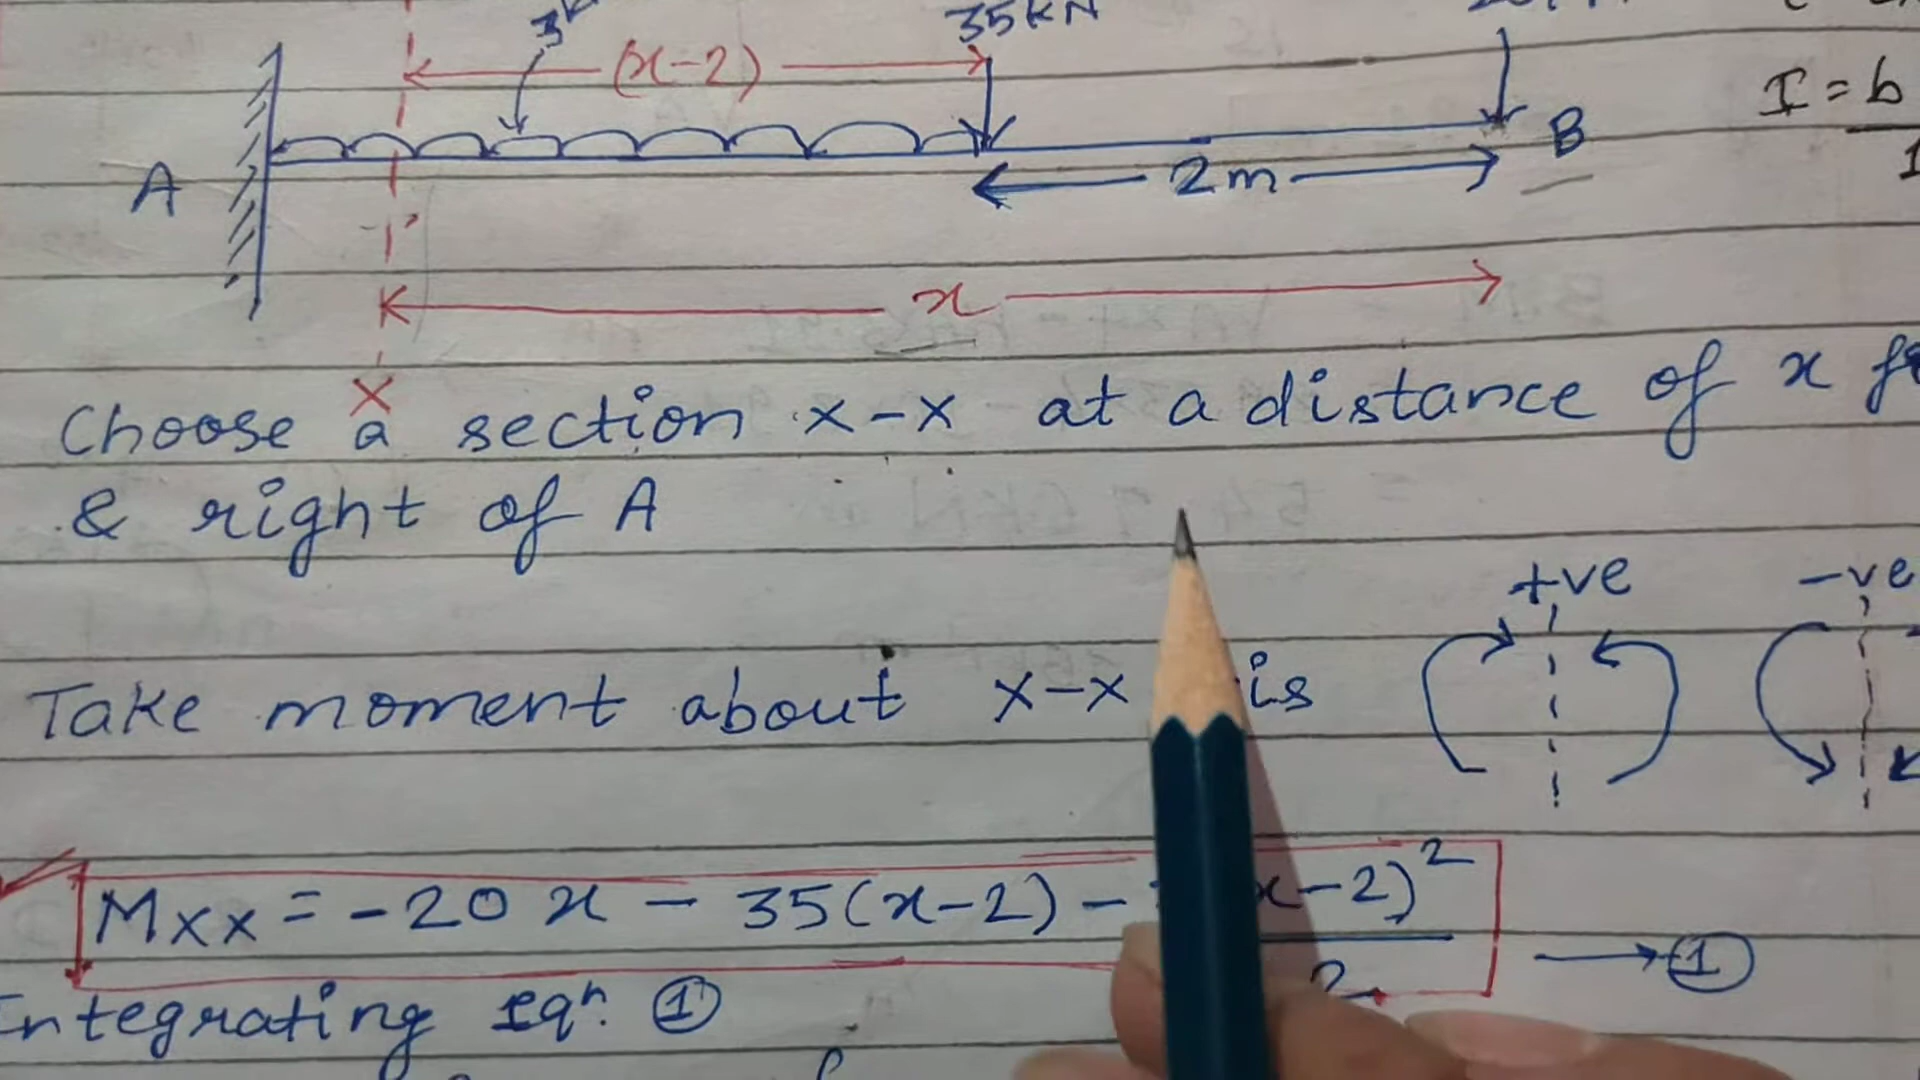 35KN
(x-2)
I = b
A
B
2m
x
x
Choose a section x-x at a distance of x
& right of A
+ve
-ve
Take moment about x-x is
Mxx = -20x - 35(x-2) - x-2)²
2
1
Integrating Eqn. 1